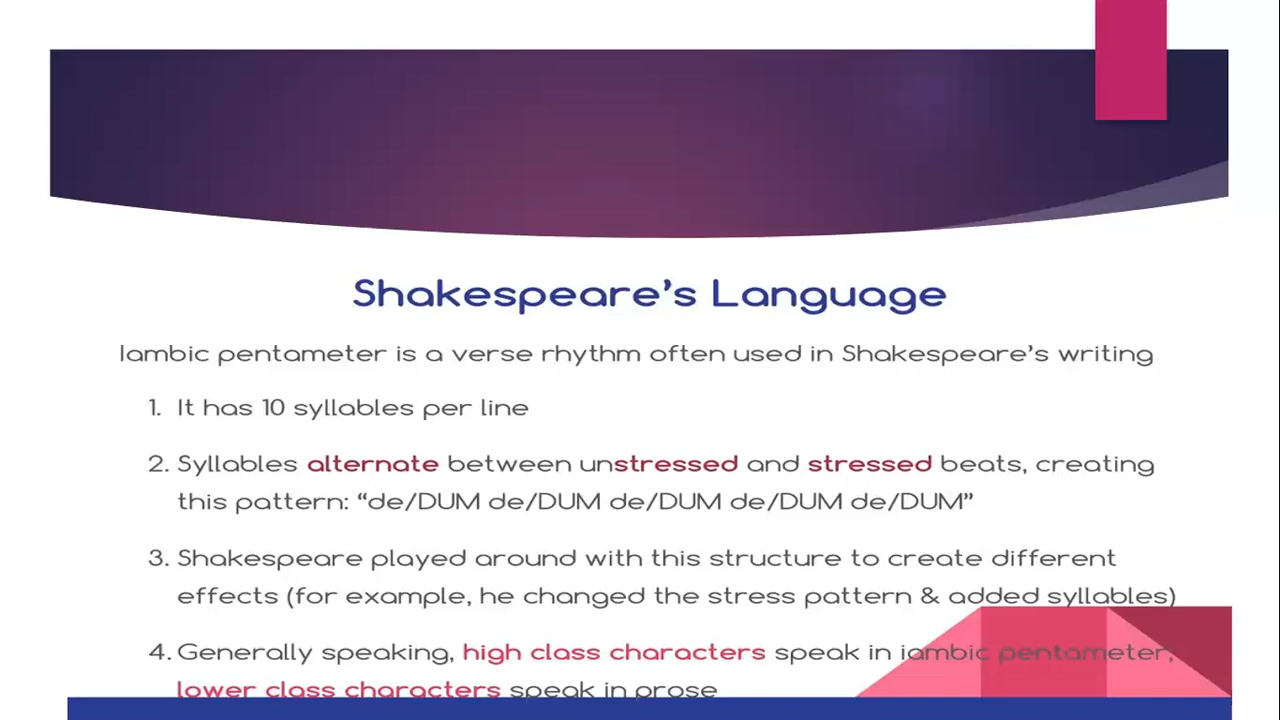 Shakespeare's Language
Iambic pentameter is a verse rhythm often used in Shakespeare's writing
1. It has 10 syllables per line
2. Syllables alternate between unstressed and stressed beats, creating
this pattern: “de/DUM de/DUM de/DUM de/DUM de/DUM”
3. Shakespeare played around with this structure to create different
effects (for example, he changed the stress pattern & added syllables)
4. Generally speaking, high class characters speak in iambic pentameter,
lower class characters speak in prose